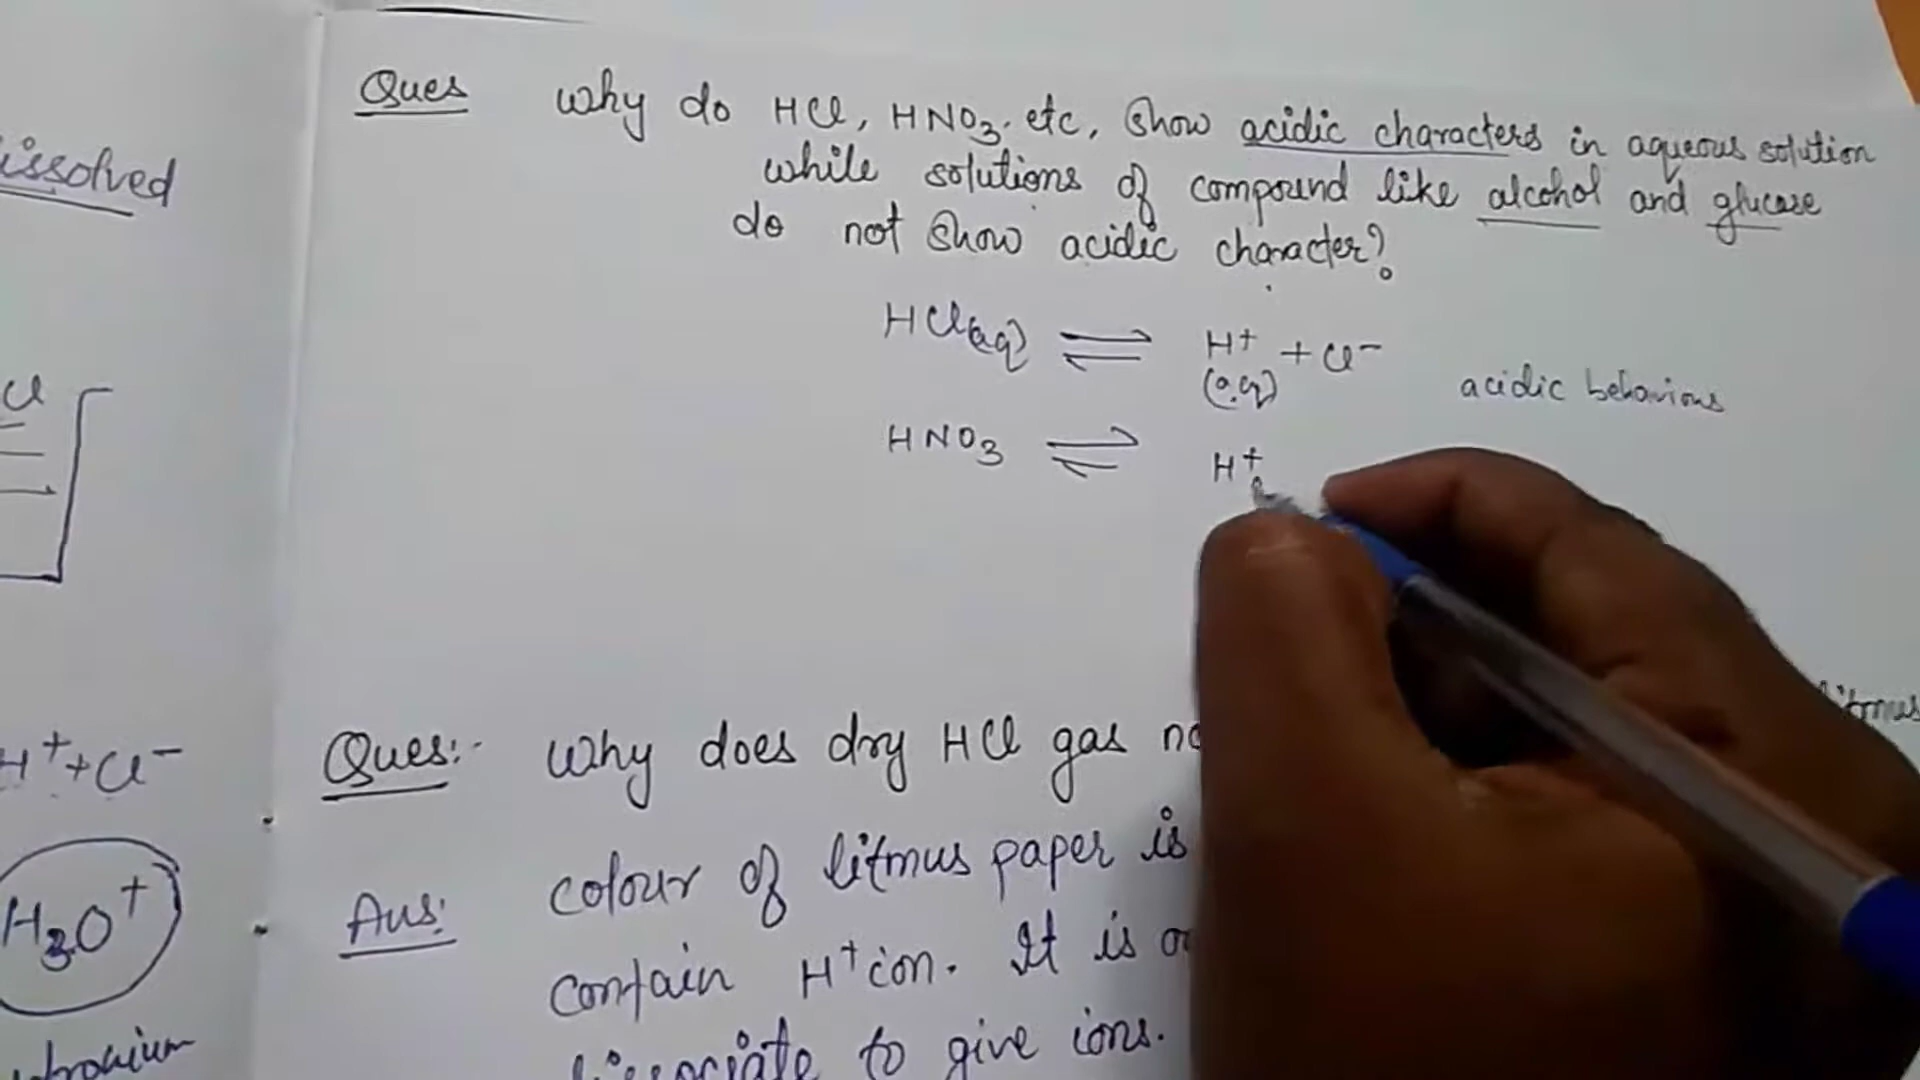 Ques Why do HCl, HNO3. etc, show acidic characters in aqueous solution
while solutions of compound like alcohol and glucose
do not show acidic character?
HCl(aq) ⇌ H+ (aq) + Cl- acidic behavious
HNO3 ⇌ H+
Ques:- Why does dry HCl gas
colour of litmus paper is
Ans: contain H+ion. It is
to give ions.
Cl
H+ + Cl-
H3O+